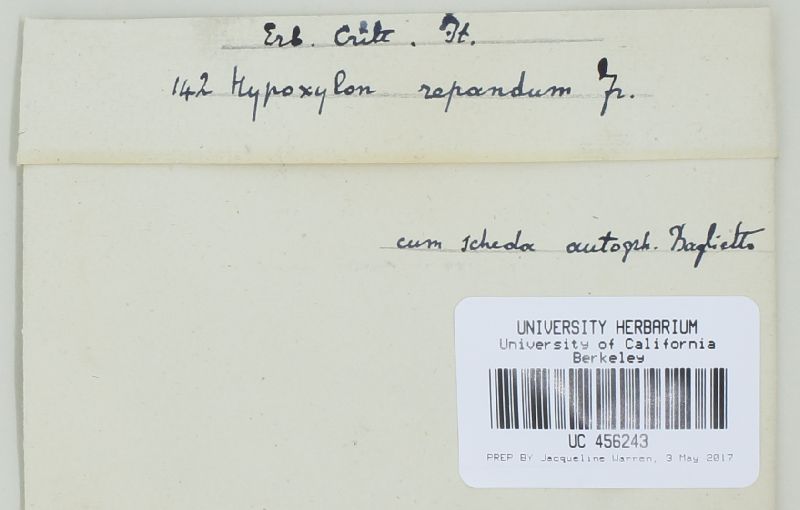 Erb. Critt. It.
142 Hypoxylon repandum Fr.
cum scheda autogr. Baglietto
UNIVERSITY HERBARIUM
University of California
Berkeley
UC 456243
PREP BY Jacqueline Warren, 3 May 2017